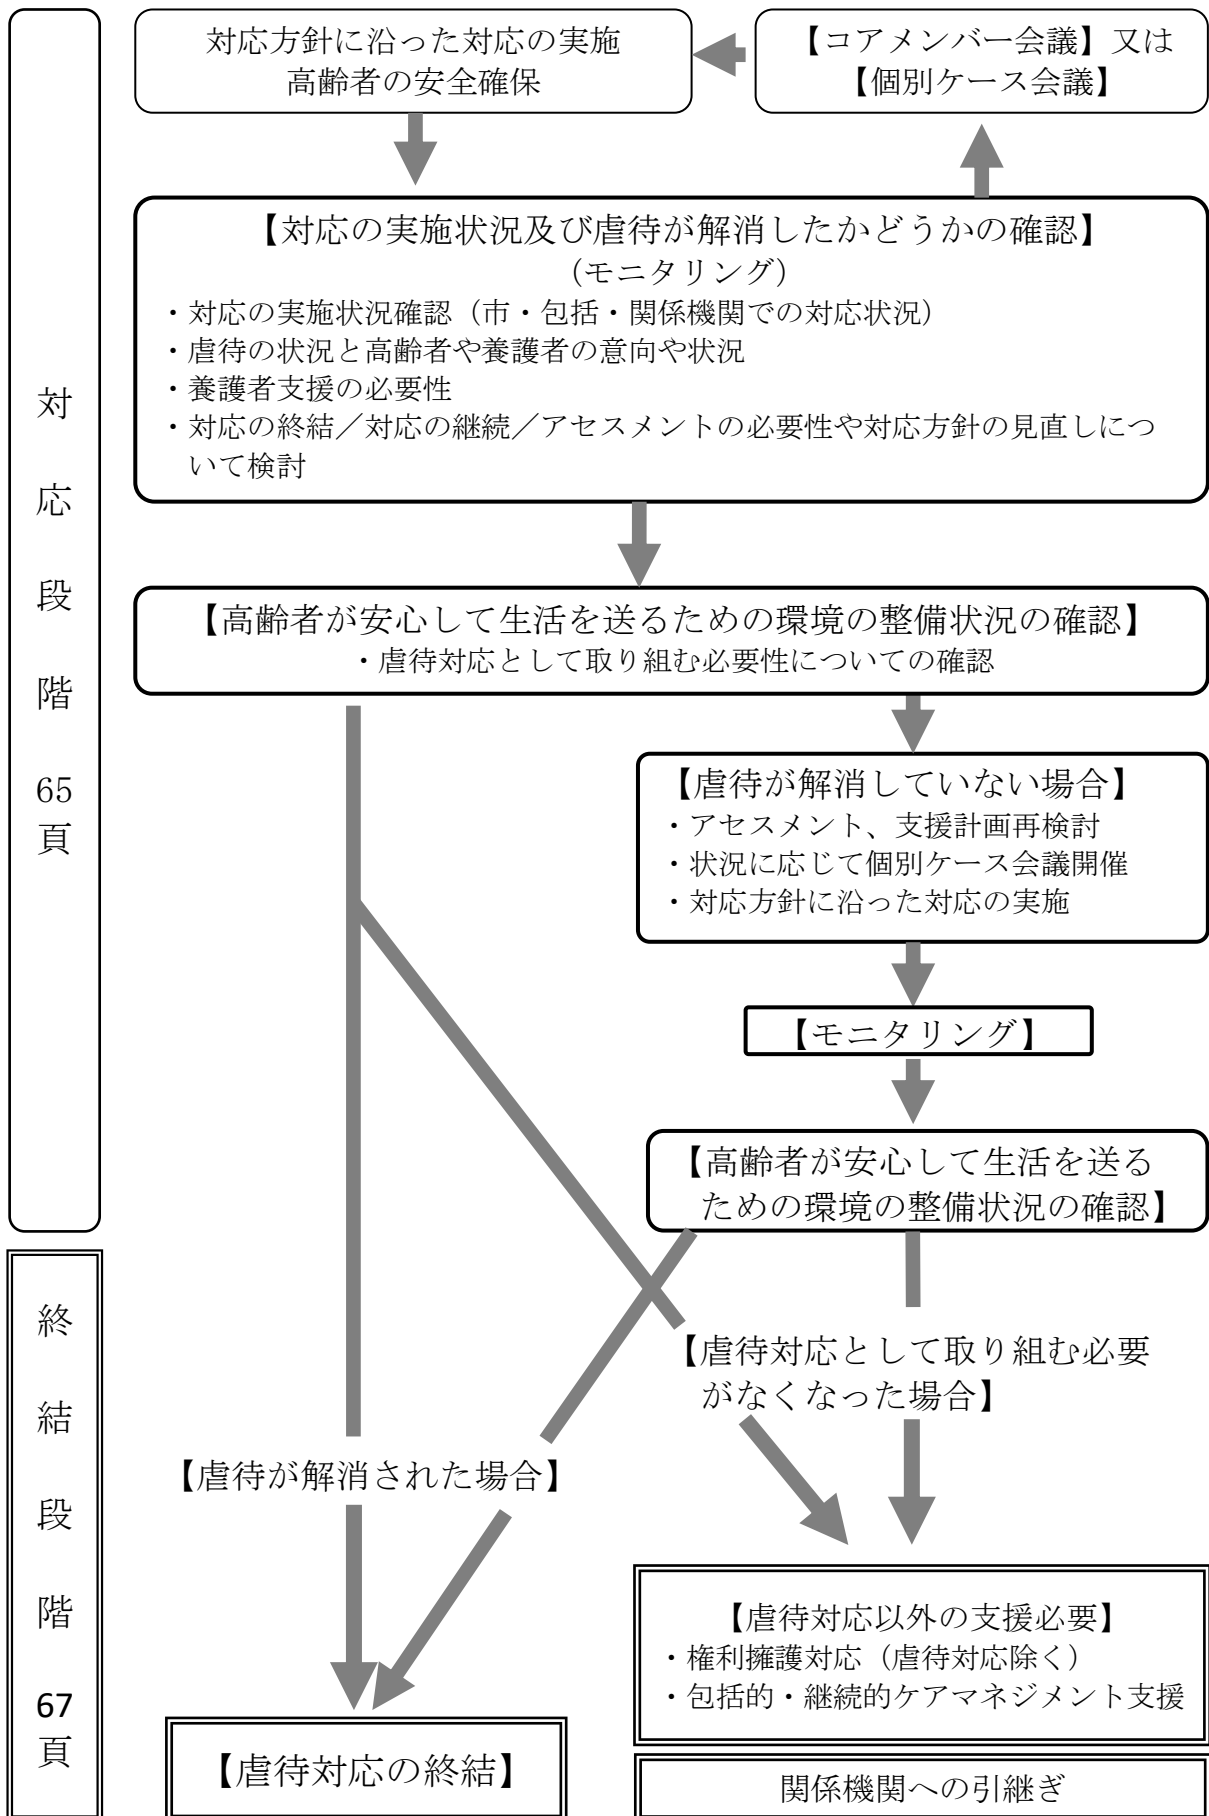 対応段階
65
頁
対応方針に沿った対応の実施
高齢者の安全確保
【コアメンバー会議】又は
【個別ケース会議】
【対応の実施状況及び虐待が解消したかどうかの確認】
（モニタリング）
・対応の実施状況確認（市・包括・関係機関での対応状況）
・虐待の状況と高齢者や養護者の意向や状況
・養護者支援の必要性
・対応の終結／対応の継続／アセスメントの必要性や対応方針の見直しにつ
いて検討
【高齢者が安心して生活を送るための環境の整備状況の確認】
・虐待対応として取り組む必要性についての確認
【虐待が解消していない場合】
・アセスメント、支援計画再検討
・状況に応じて個別ケース会議開催
・対応方針に沿った対応の実施
【モニタリング】
【高齢者が安心して生活を送る
ための環境の整備状況の確認】
終結段階
67
頁
【虐待対応として取り組む必要
がなくなった場合】
【虐待が解消された場合】
【虐待対応以外の支援必要】
・権利擁護対応（虐待対応除く）
・包括的・継続的ケアマネジメント支援
【虐待対応の終結】
関係機関への引継ぎ